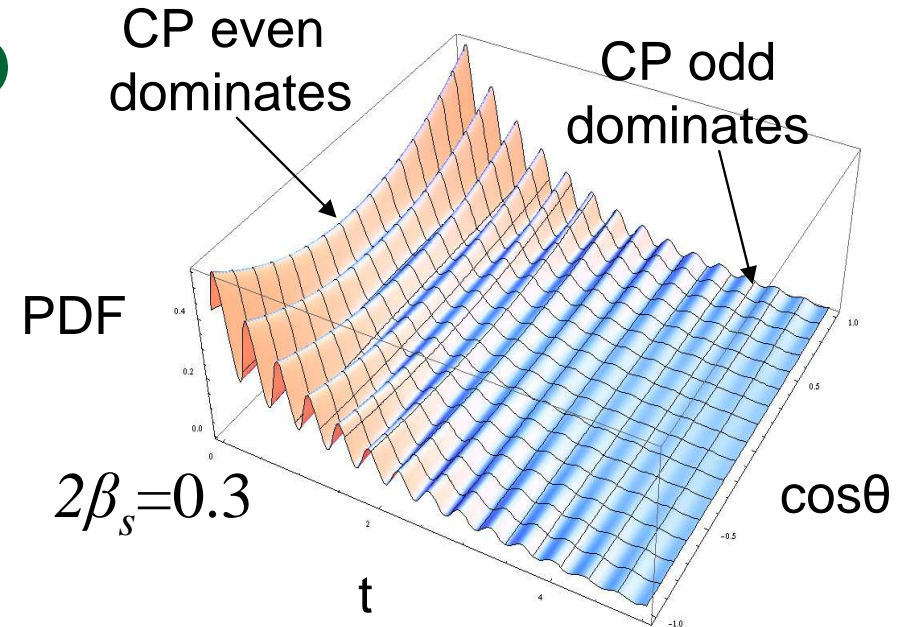 CP even
dominates
CP odd
dominates
PDF
0.4
0.2
0.0
0
2
4
t
2βₛ=0.3
cosθ
1.0
0.5
-0.5
-1.0